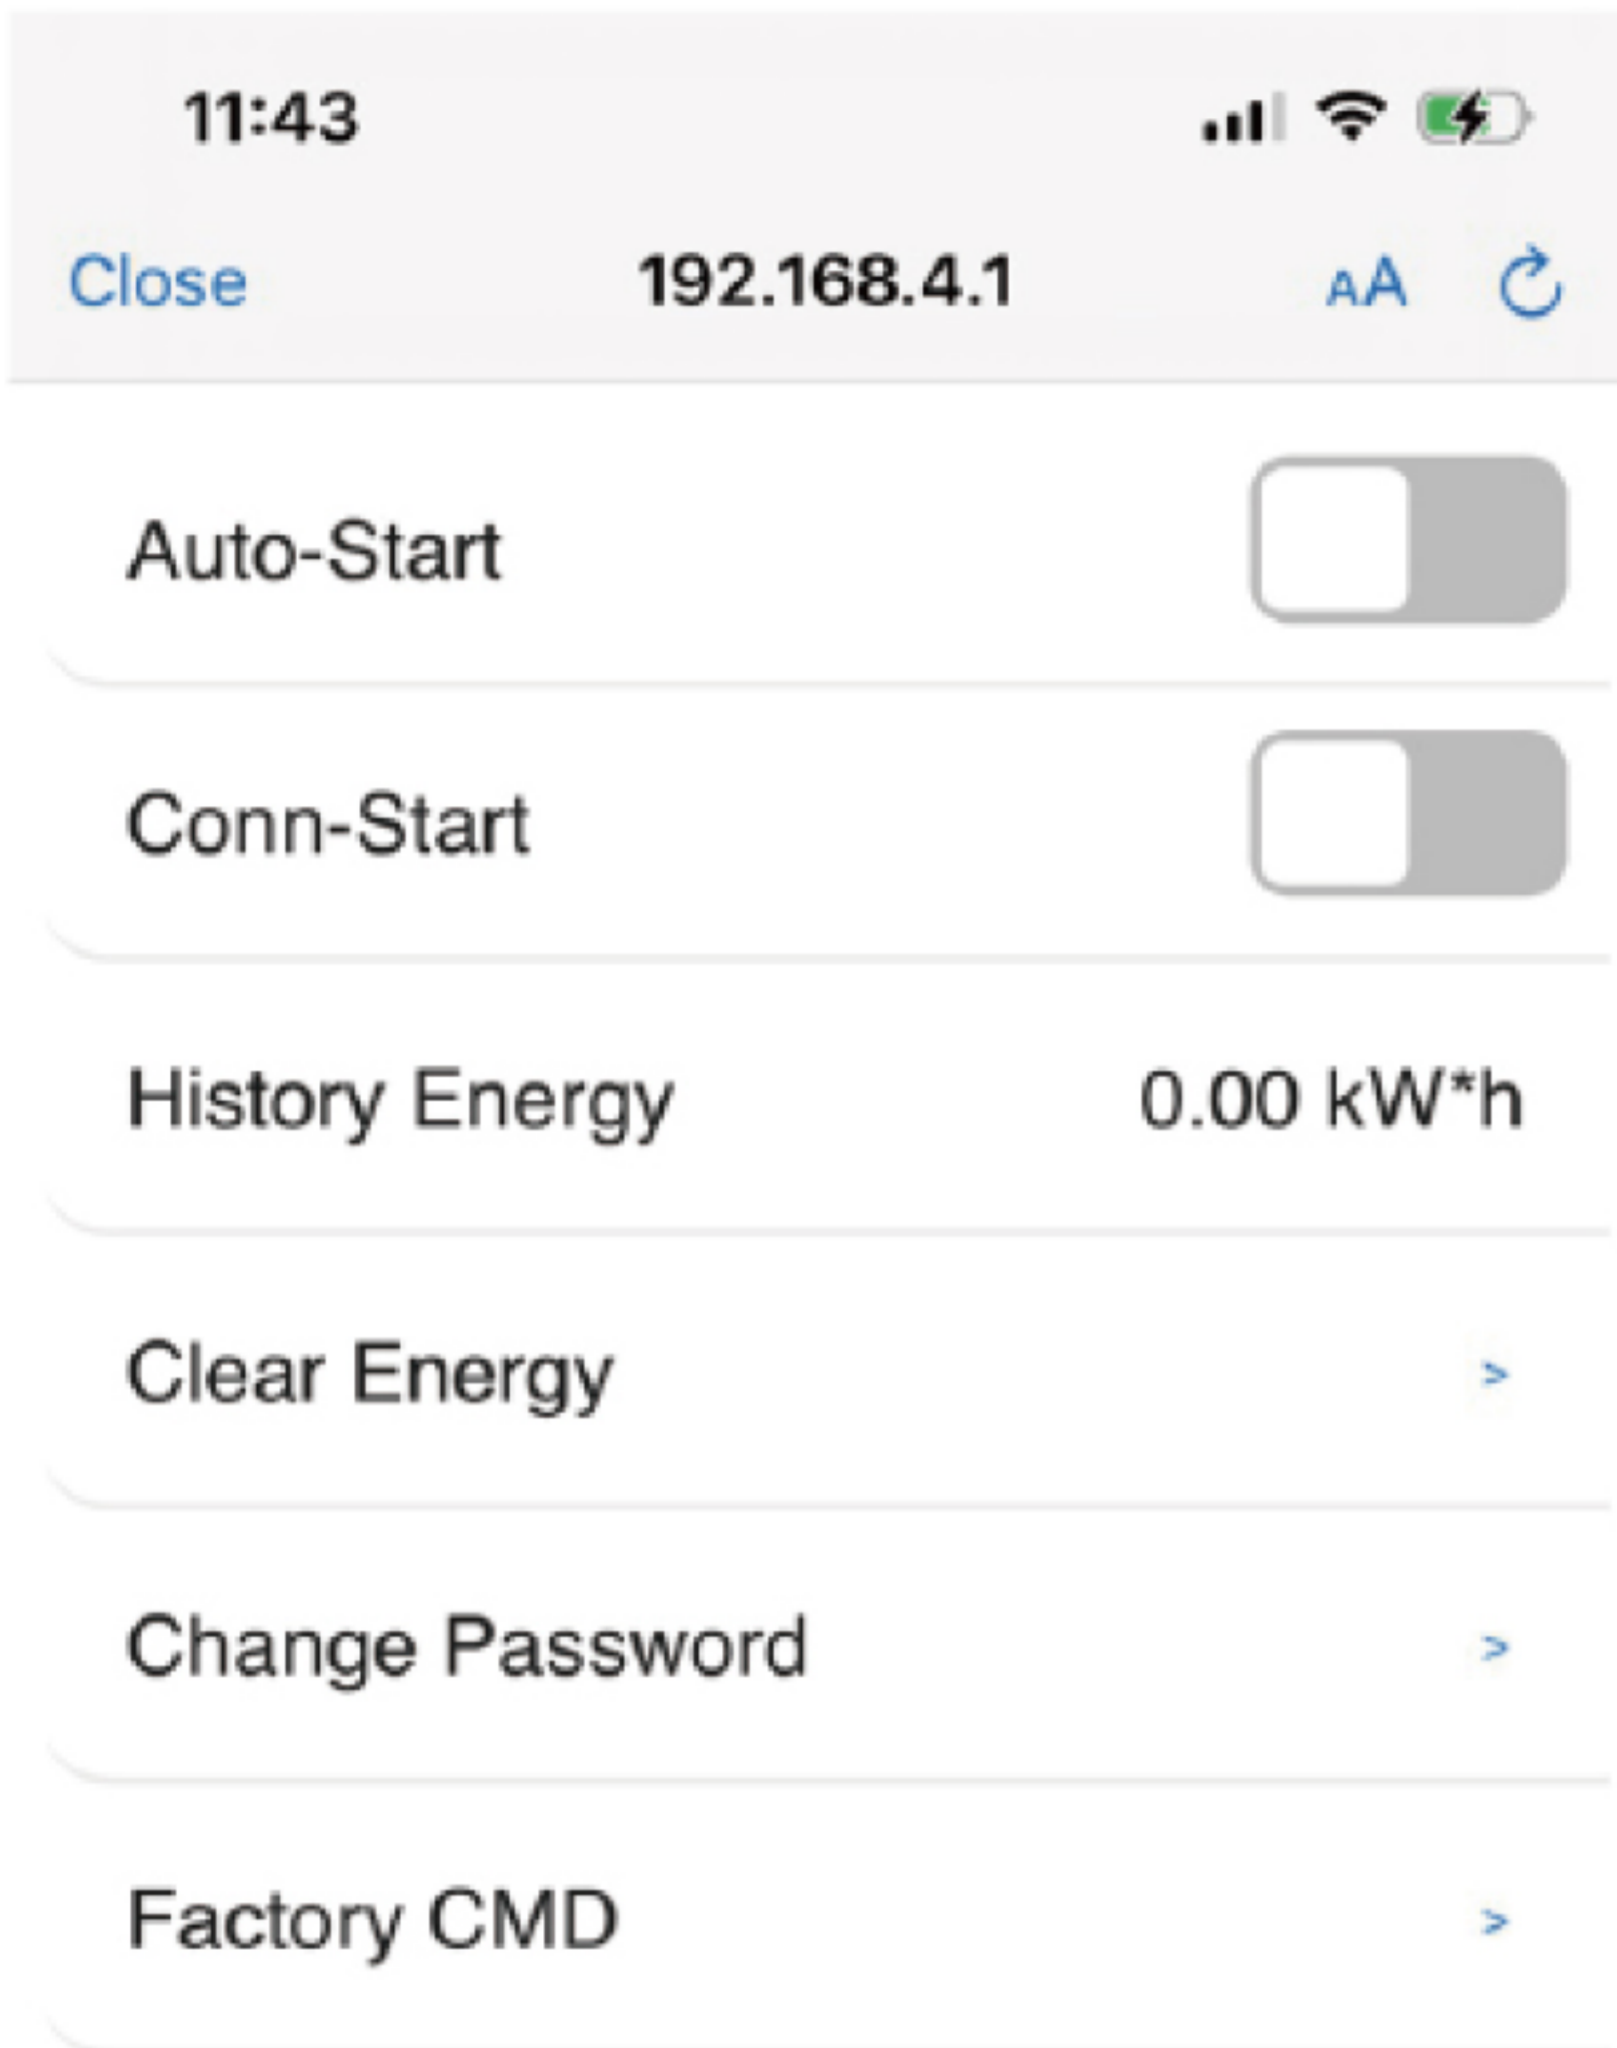 11:43
Close 192.168.4.1 AA
Auto-Start
Conn-Start
History Energy 0.00 kW*h
Clear Energy >
Change Password >
Factory CMD >